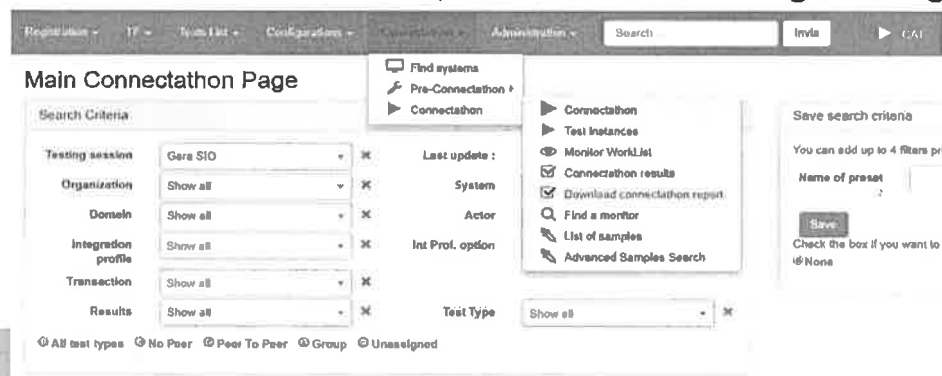 Registration TF Tests List Configurations Connectathon Administration Search Invia CAT
Find systems
Pre-Connectathon
Connectathon
Main Connectathon Page
Connectathon
Test Instances
Monitor WorkList
Connectathon results
Download connectathon report
Find a monitor
List of samples
Advanced Samples Search
Search Criteria
Testing session Gara SIO Last update :
Organization Show all System
Domain Show all Actor
Integration profile Show all Int Prof. option
Transaction Show all
Results Show all Test Type Show all
All test types No Peer Peer To Peer Group Unassigned
Save search criteria
You can add up to 4 filters pr
Name of preset
:
Save
Check the box if you want to
None